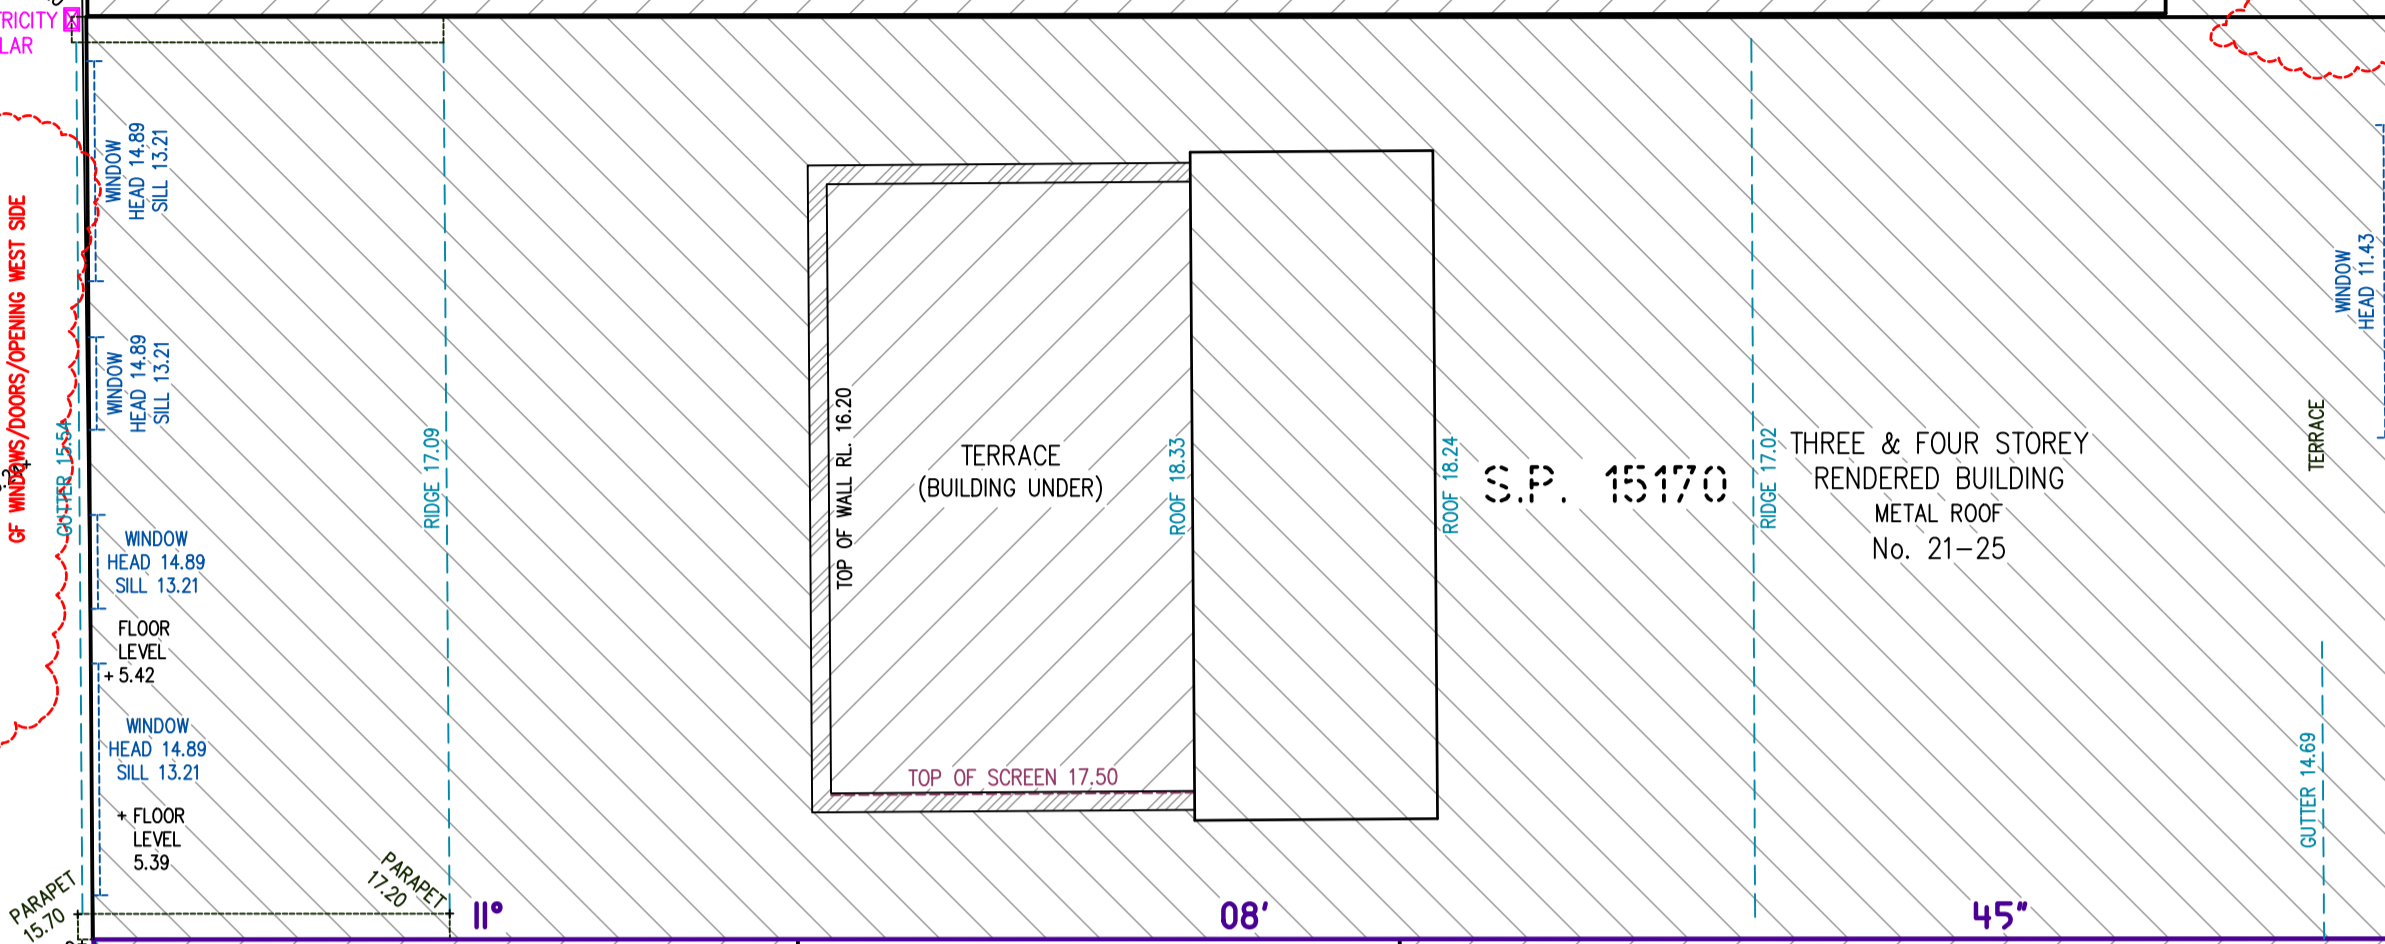 GF WINDOWS/DOORS/OPENING WEST SIDE
GUTTER 15.54
WINDOW
HEAD 14.89
SILL 13.21
WINDOW
HEAD 14.89
SILL 13.21
WINDOW
HEAD 14.89
SILL 13.21
FLOOR
LEVEL
+ 5.42
WINDOW
HEAD 14.89
SILL 13.21
+ FLOOR
LEVEL
5.39
PARAPET
15.70
PARAPET
17.20
RIDGE 17.09
TOP OF WALL RL. 16.20
TERRACE
(BUILDING UNDER)
TOP OF SCREEN 17.50
ROOF 18.33
ROOF 18.24
S.P. 15170
RIDGE 17.02
THREE & FOUR STOREY
RENDERED BUILDING
METAL ROOF
No. 21-25
TERRACE
WINDOW
HEAD 11.43
GUTTER 14.69
11° 08' 45"